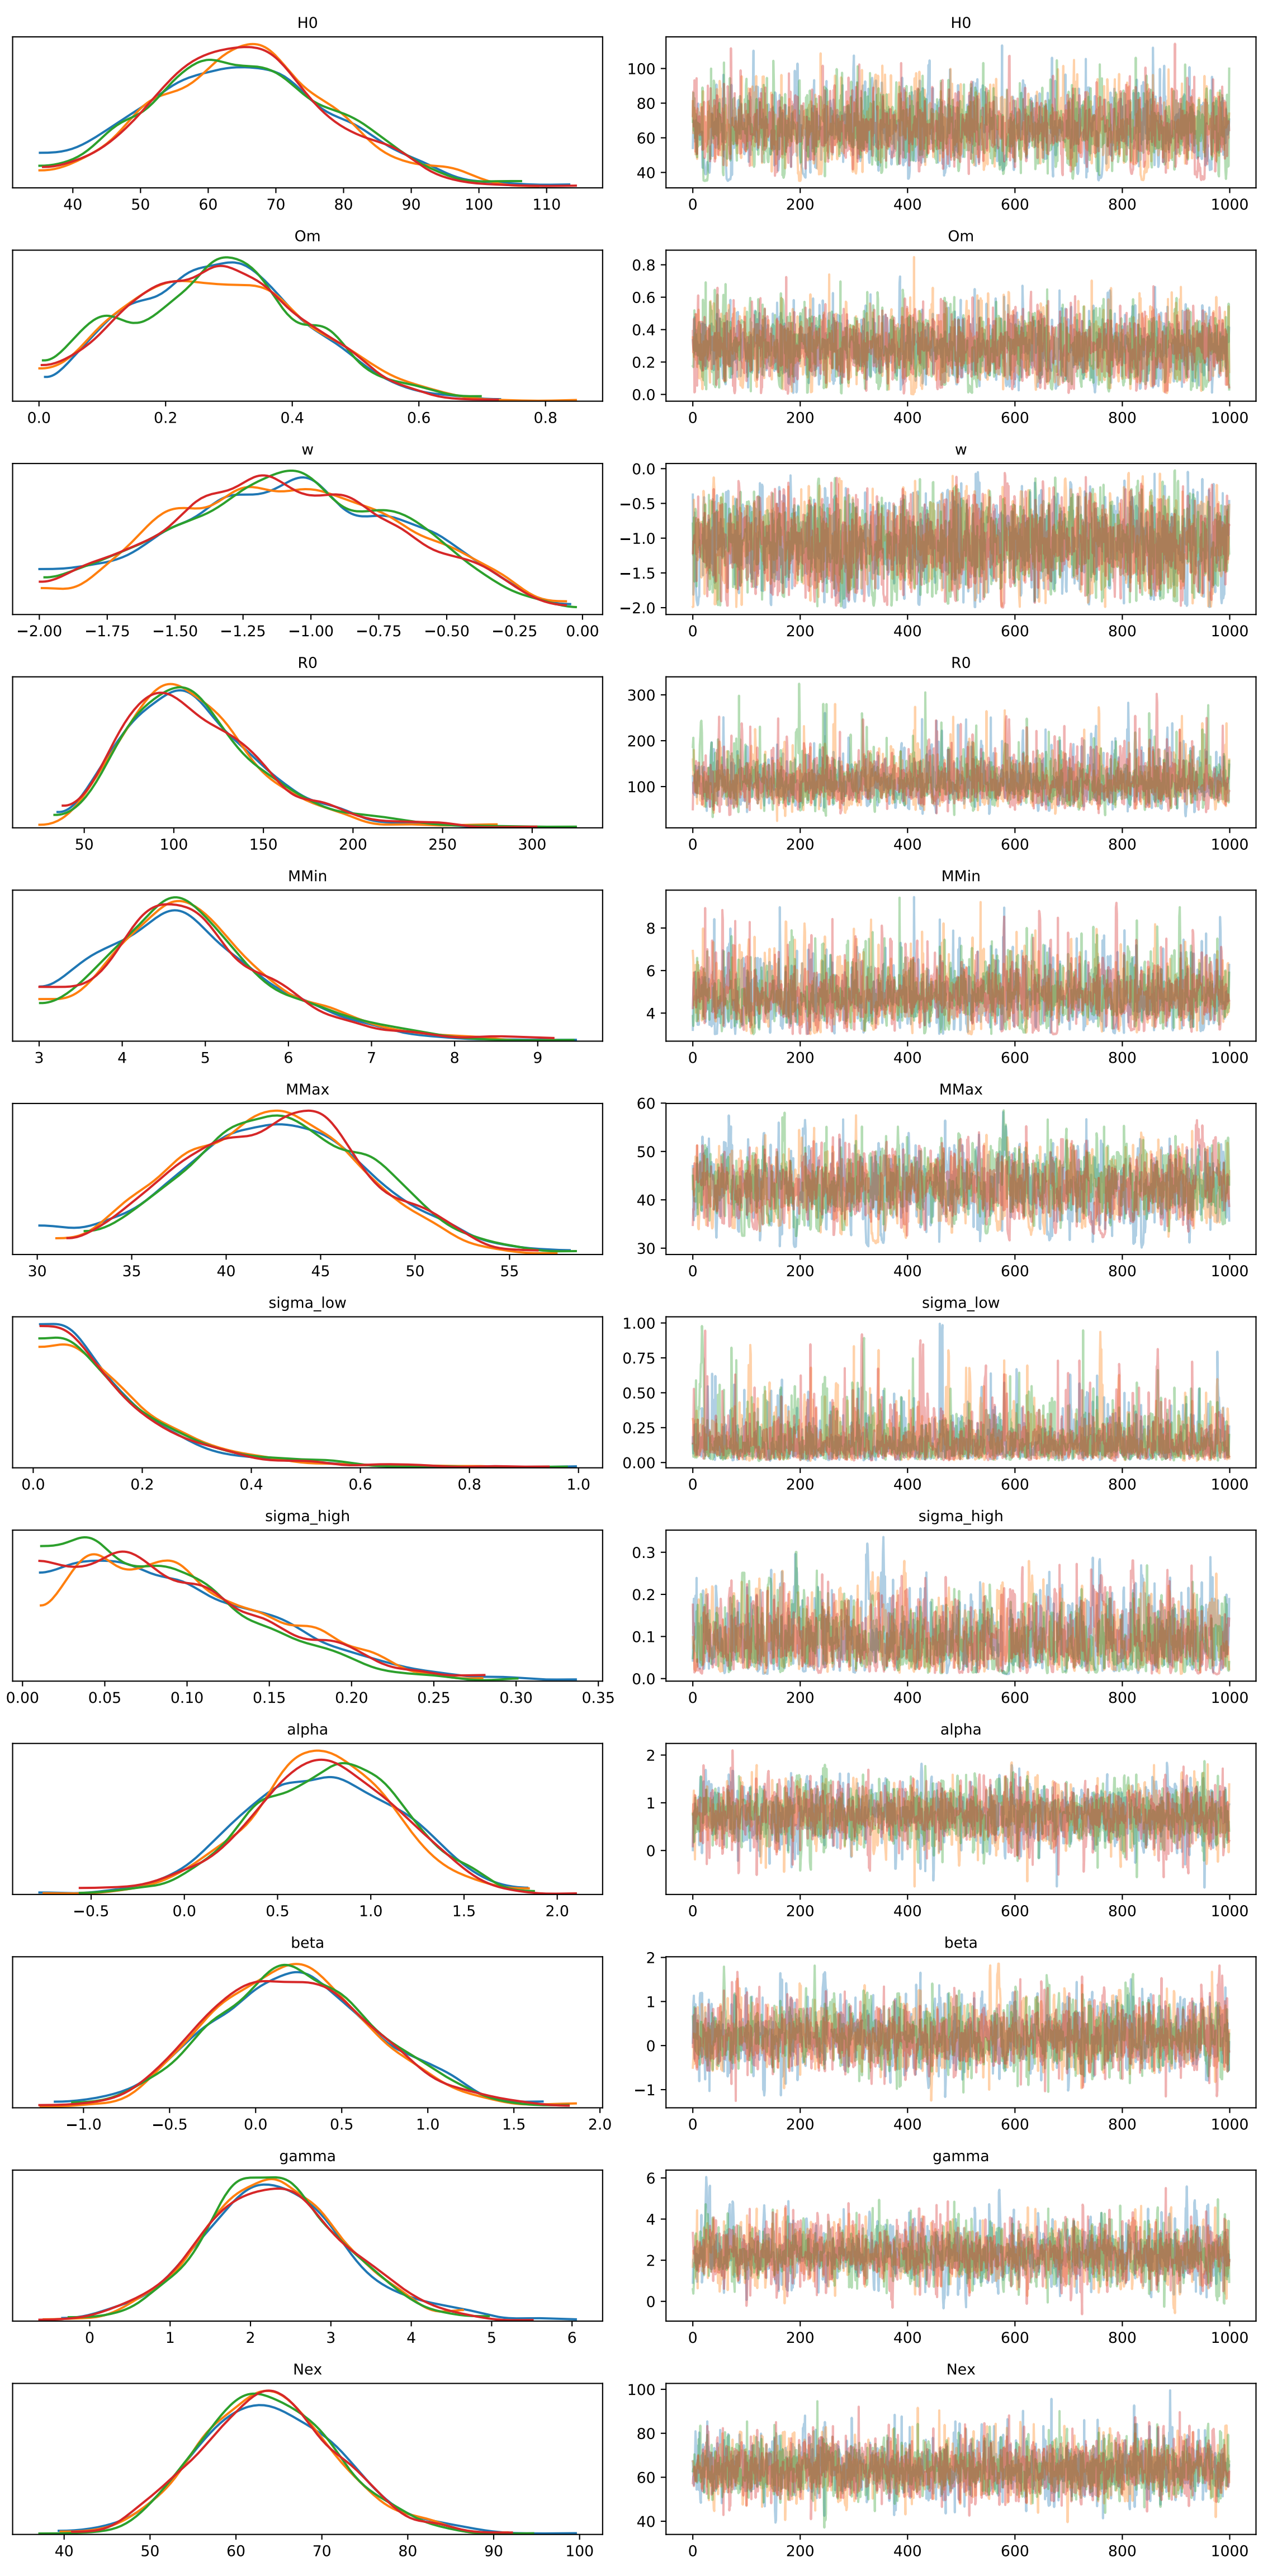 H0 H0
100
80
60
40
40 50 60 70 80 90 100 110 0 200 400 600 800 1000
Om Om
0.8
0.6
0.4
0.2
0.0
0.0 0.2 0.4 0.6 0.8 0 200 400 600 800 1000
w w
0.0
−0.5
−1.0
−1.5
−2.0
−2.00 −1.75 −1.50 −1.25 −1.00 −0.75 −0.50 −0.25 0.00 0 200 400 600 800 1000
R0 R0
300
200
100
50 100 150 200 250 300 0 200 400 600 800 1000
MMin MMin
8
6
4
3 4 5 6 7 8 9 0 200 400 600 800 1000
MMax MMax
60
50
40
30
30 35 40 45 50 55 0 200 400 600 800 1000
sigma_low sigma_low
1.00
0.75
0.50
0.25
0.00
0.0 0.2 0.4 0.6 0.8 1.0 0 200 400 600 800 1000
sigma_high sigma_high
0.3
0.2
0.1
0.0
0.00 0.05 0.10 0.15 0.20 0.25 0.30 0.35 0 200 400 600 800 1000
alpha alpha
2
1
0
−0.5 0.0 0.5 1.0 1.5 2.0 0 200 400 600 800 1000
beta beta
2
1
0
−1
−1.0 −0.5 0.0 0.5 1.0 1.5 2.0 0 200 400 600 800 1000
gamma gamma
6
4
2
0
0 1 2 3 4 5 6 0 200 400 600 800 1000
Nex Nex
100
80
60
40
40 50 60 70 80 90 100 0 200 400 600 800 1000